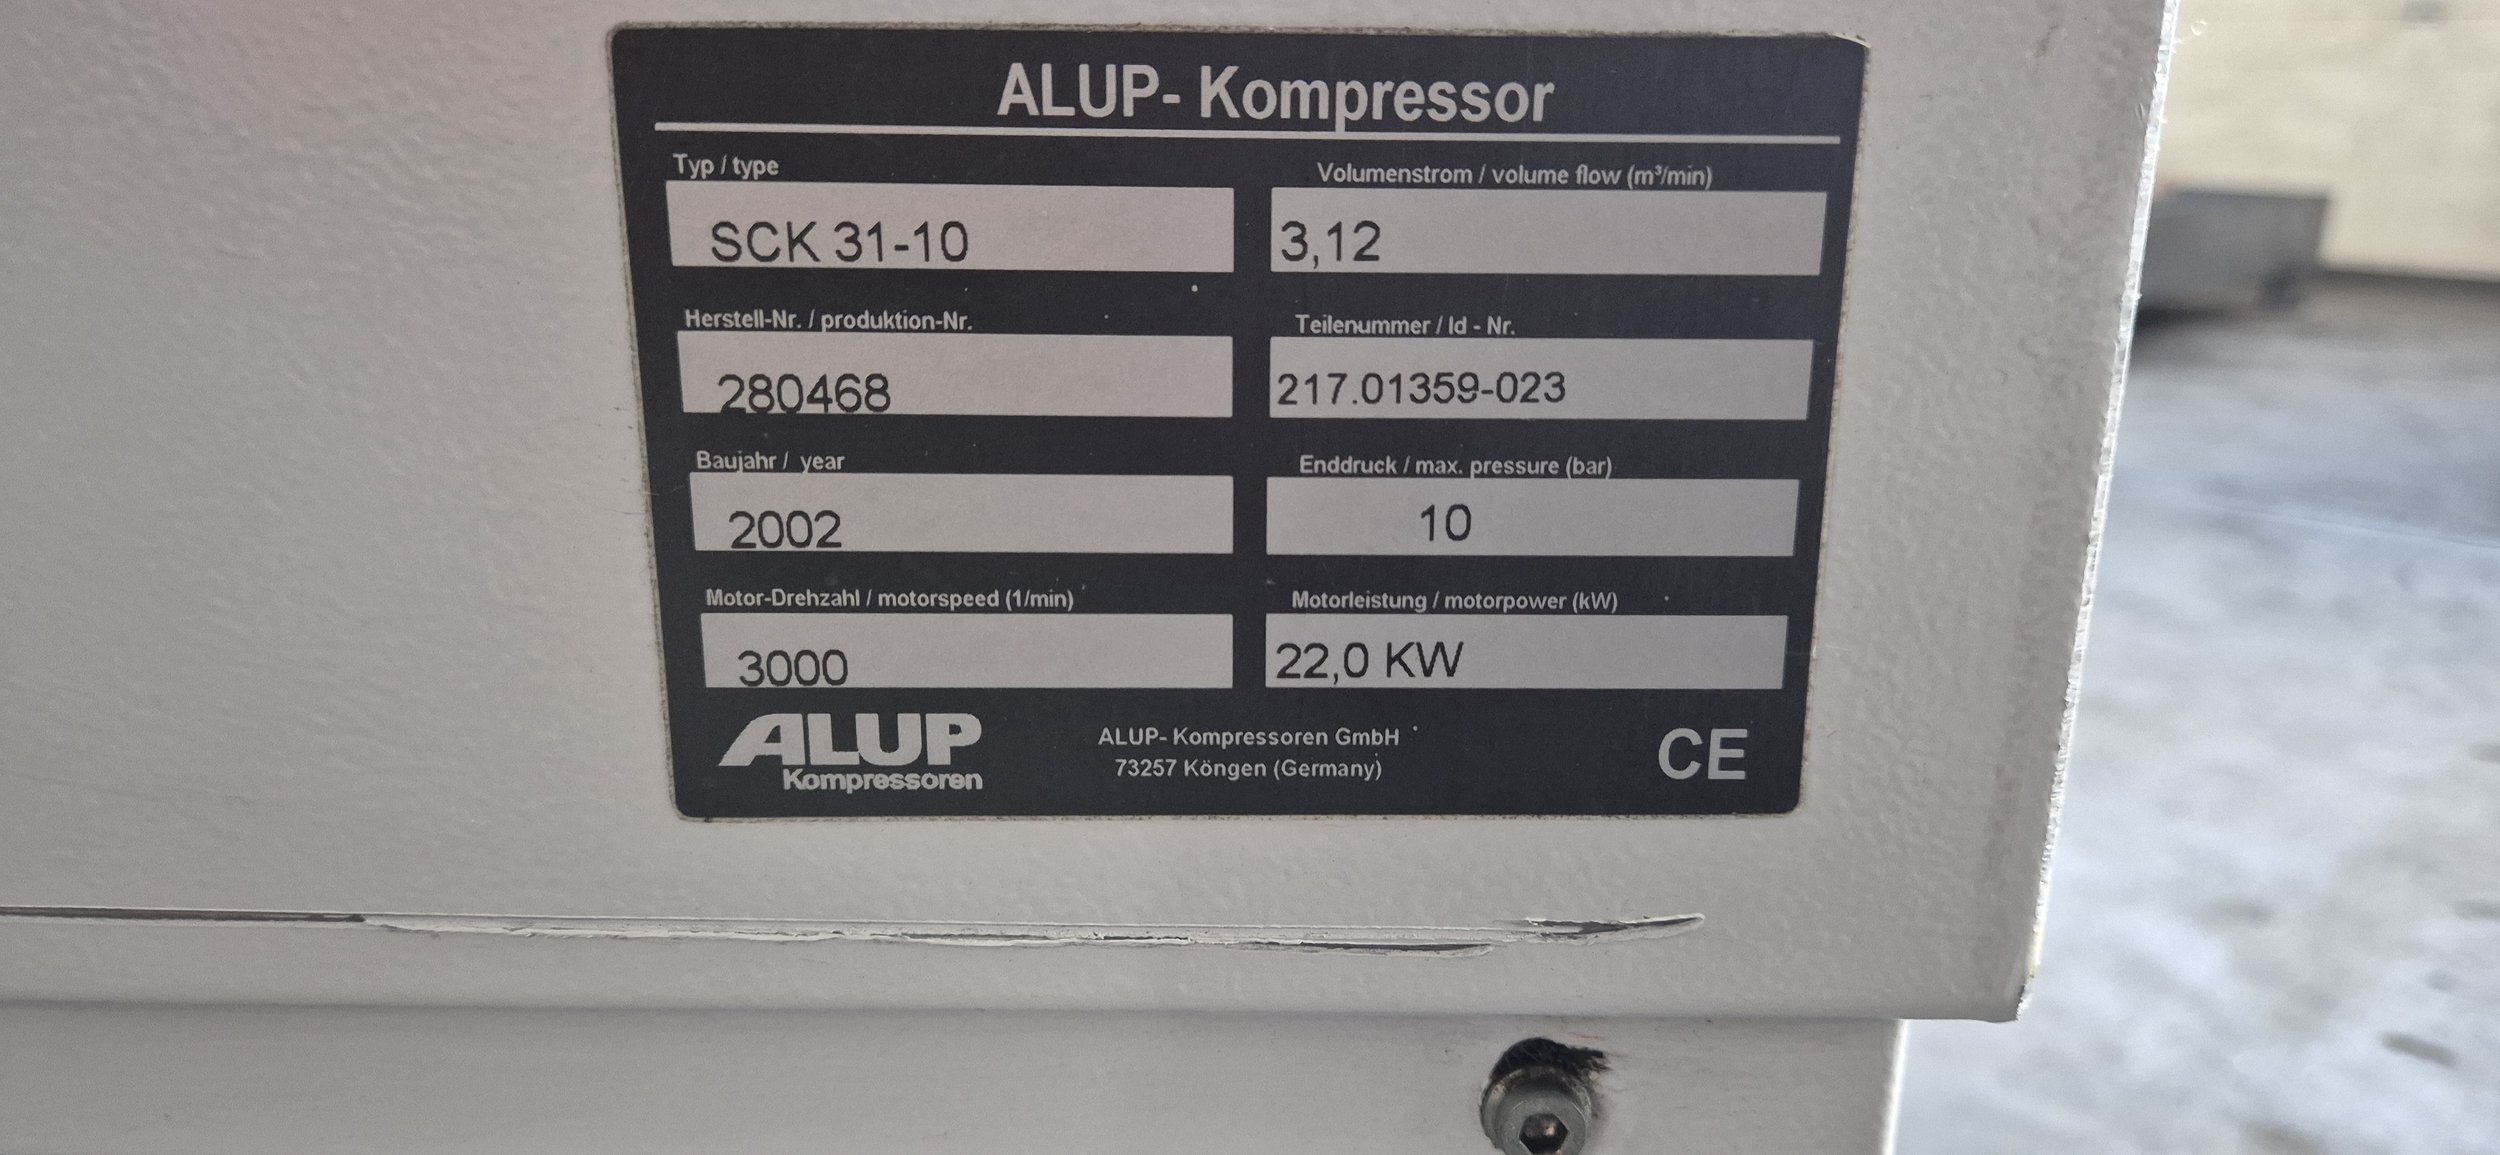 ALUP- Kompressor
Typ / type
SCK 31-10
Volumenstrom / volume flow (m³/min)
3,12
Herstell-Nr. / produktion-Nr.
280468
Teilenummer / Id - Nr.
217.01359-023
Baujahr / year
2002
Enddruck / max. pressure (bar)
10
Motor-Drehzahl / motorspeed (1/min)
3000
Motorleistung / motorpower (kW)
22,0 KW
ALUP
Kompressoren
ALUP- Kompressoren GmbH
73257 Köngen (Germany)
CE